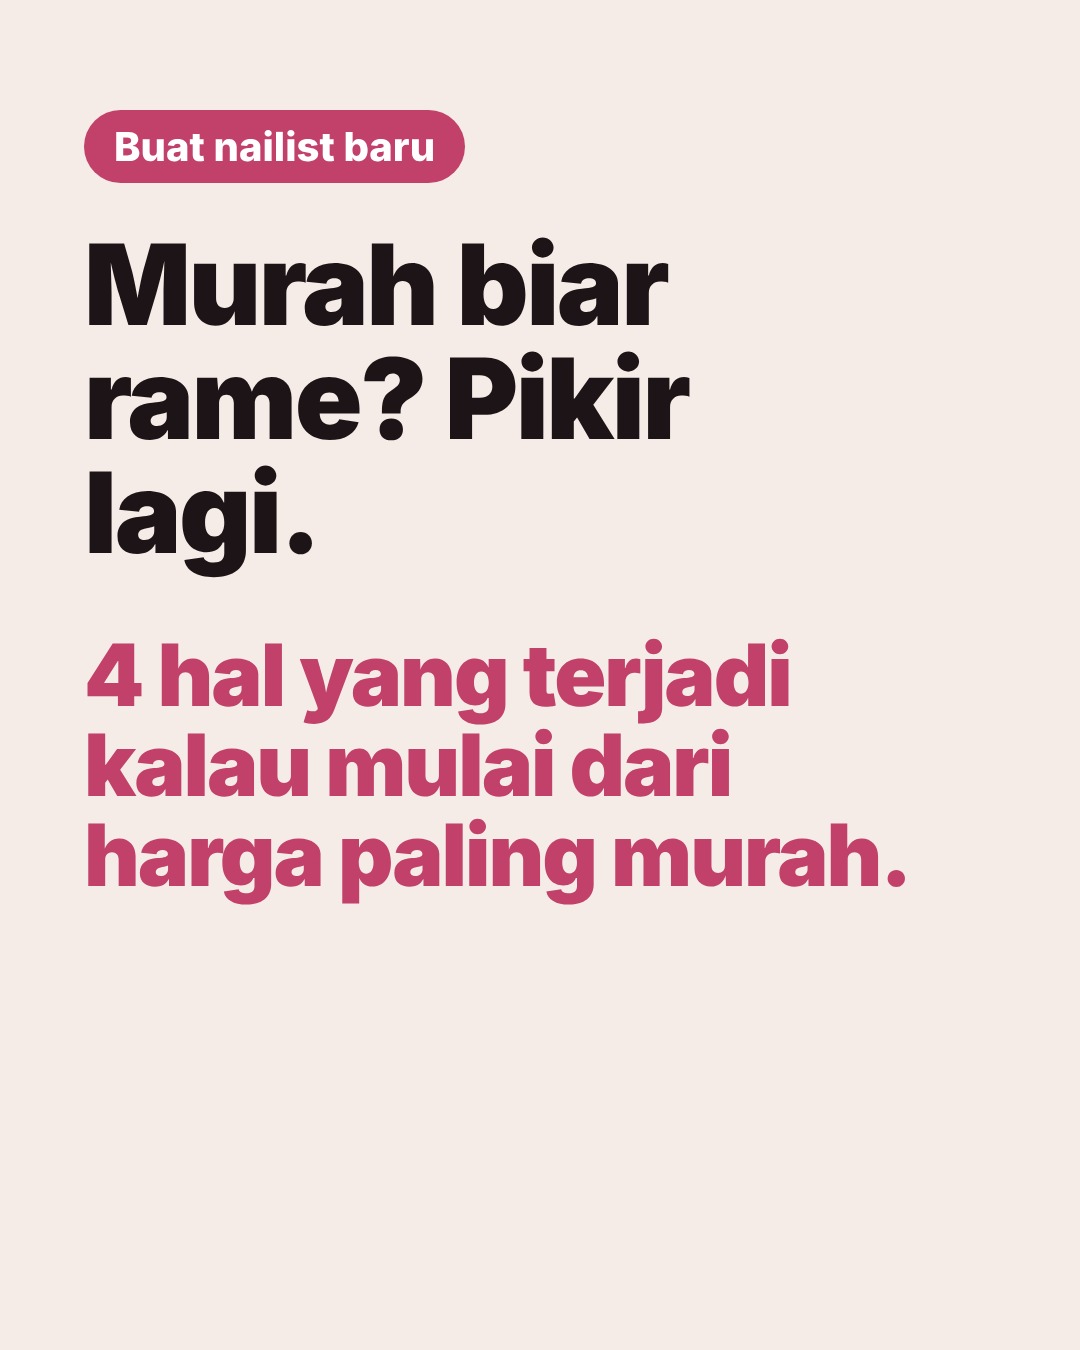 Buat nailist baru
Murah biar
rame? Pikir
lagi.
4 hal yang terjadi
kalau mulai dari
harga paling murah.